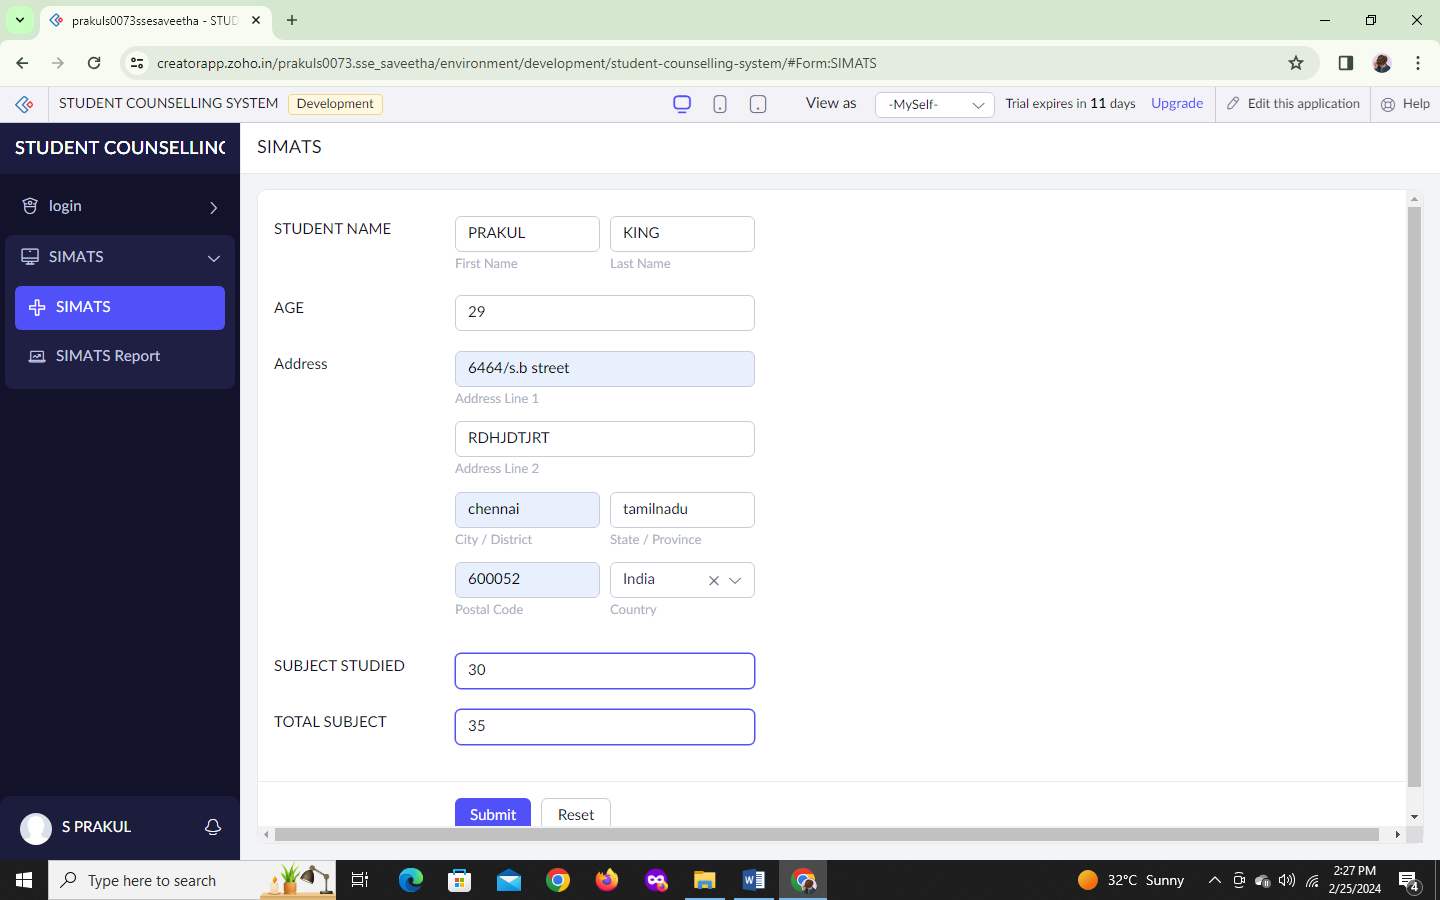 prakuls0073ssesaveetha - STUD
creatorapp.zoho.in/prakuls0073.sse_saveetha/environment/development/student-counselling-system/#Form:SIMATS
STUDENT COUNSELLING SYSTEM Development View as -MySelf- Trial expires in 11 days Upgrade Edit this application Help
STUDENT COUNSELLING
SIMATS
login
SIMATS
SIMATS
SIMATS Report
STUDENT NAME PRAKUL KING
First Name Last Name
AGE 29
Address 6464/s.b street
Address Line 1
RDHJDTJRT
Address Line 2
chennai tamilnadu
City / District State / Province
600052 India
Postal Code Country
SUBJECT STUDIED 30
TOTAL SUBJECT 35
Submit Reset
S PRAKUL
Type here to search
32°C Sunny
2:27 PM
2/25/2024
4